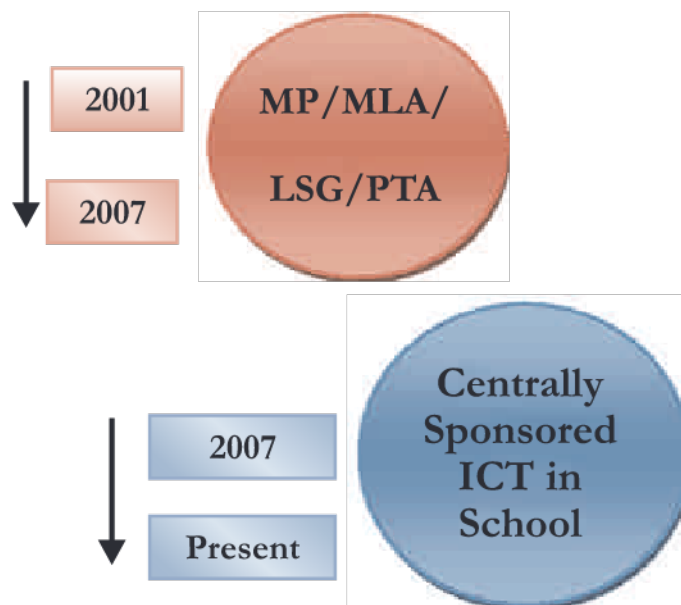 2001
2007
MP/MLA/
LSG/PTA
2007
Present
Centrally
Sponsored
ICT in
School